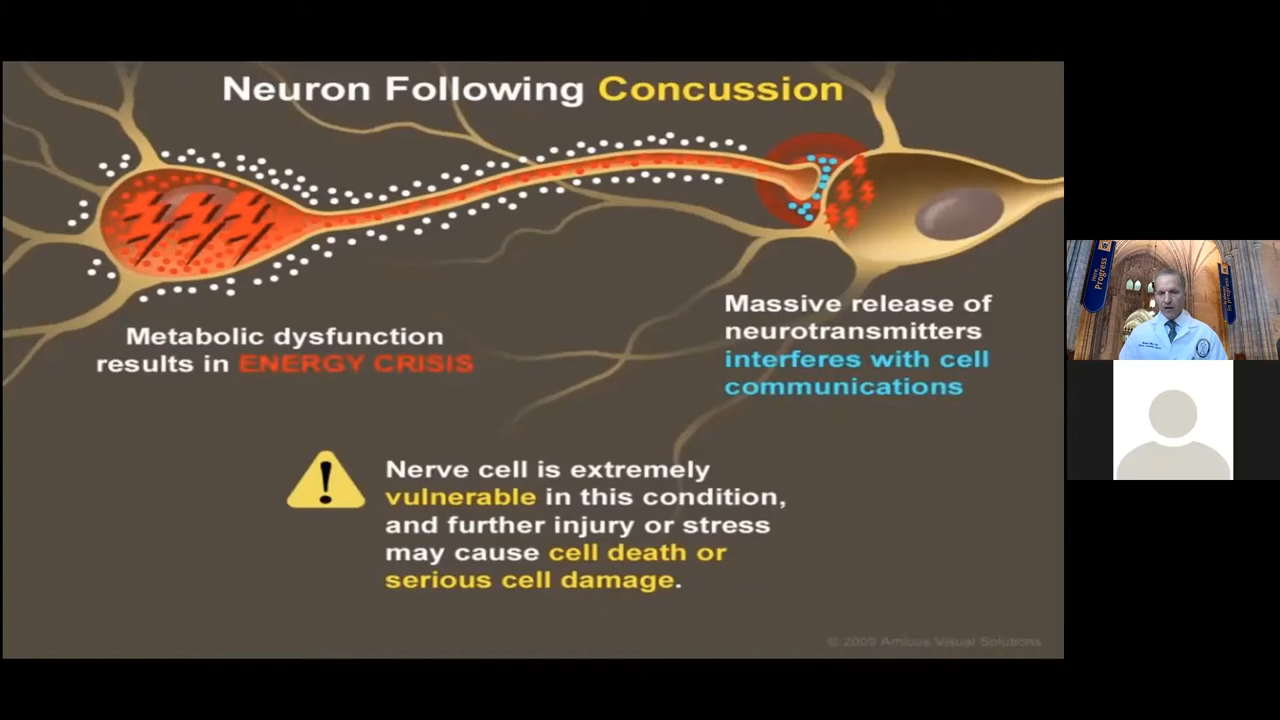 Neuron Following Concussion
Metabolic dysfunction
results in ENERGY CRISIS
Massive release of
neurotransmitters
interferes with cell
communications
!
Nerve cell is extremely
vulnerable in this condition,
and further injury or stress
may cause cell death or
serious cell damage.
© 2009 Amicus Visual Solutions
Progress